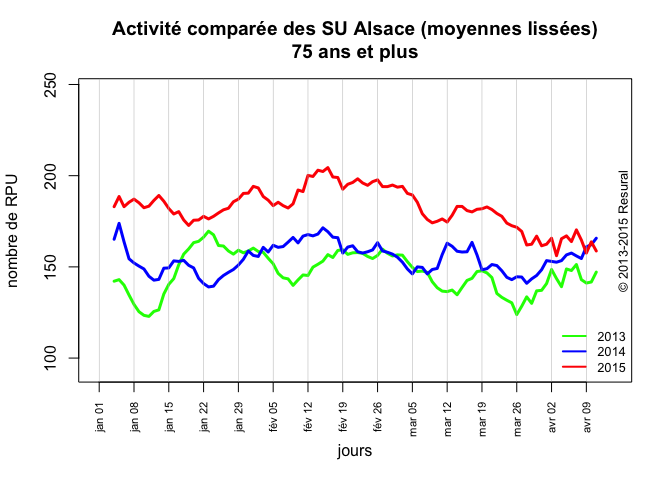 Activité comparée des SU Alsace (moyennes lissées)
75 ans et plus
nombre de RPU
250
200
150
100
© 2013-2015 Resural
2013
2014
2015
jan 01
jan 08
jan 15
jan 22
jan 29
fév 05
fév 12
fév 19
fév 26
mar 05
mar 12
mar 19
mar 26
avr 02
avr 09
jours